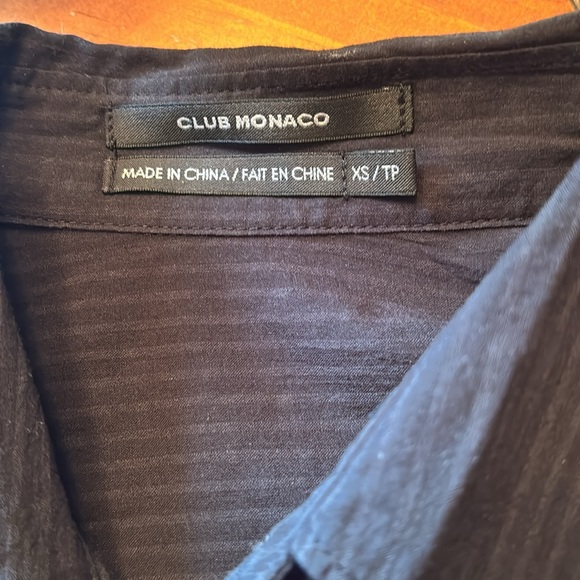 CLUB MONACO
MADE IN CHINA / FAIT EN CHINE XS / TP